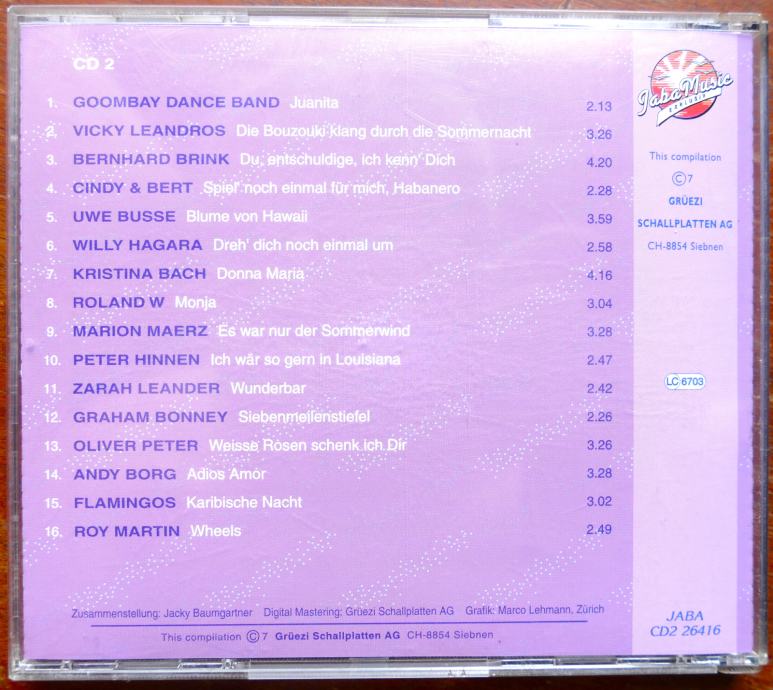 CD 2
1. GOOMBAY DANCE BAND Juanita 2.13
2. VICKY LEANDROS Die Bouzouki klang durch die Sommernacht 3.26
3. BERNHARD BRINK Du, entschuldige, ich kenn' Dich 4.20
4. CINDY & BERT Spiel' noch einmal für mich, Habanero 2.28
5. UWE BUSSE Blume von Hawaii 3.59
6. WILLY HAGARA Dreh' dich noch einmal um 2.58
7. KRISTINA BACH Donna Maria 4.16
8. ROLAND W Monja 3.04
9. MARION MAERZ Es war nur der Sommerwind 3.28
10. PETER HINNEN Ich wär so gern in Louisiana 2.47
11. ZARAH LEANDER Wunderbar 2.42
12. GRAHAM BONNEY Siebenmeilenstiefel 2.26
13. OLIVER PETER Weisse Rosen schenk ich Dir 3.26
14. ANDY BORG Adios Amor 3.28
15. FLAMINGOS Karibische Nacht 3.02
16. ROY MARTIN Wheels 2.49
Zusammenstellung: Jacky Baumgartner Digital Mastering: Grüezi Schallplatten AG Grafik: Marco Lehmann, Zürich
This compilation © 7 Grüezi Schallplatten AG CH-8854 Siebnen
Jaba Music
EXKLUSIV
This compilation
© 7
GRÜEZI
SCHALLPLATTEN AG
CH-8854 Siebnen
LC 6703
JABA
CD2 26416